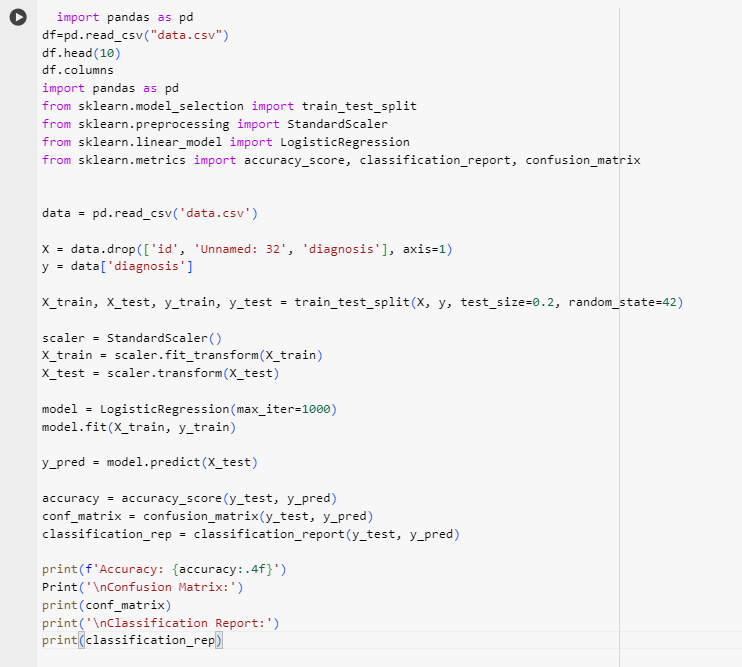 import pandas as pd
df=pd.read_csv("data.csv")
df.head(10)
df.columns
import pandas as pd
from sklearn.model_selection import train_test_split
from sklearn.preprocessing import StandardScaler
from sklearn.linear_model import LogisticRegression
from sklearn.metrics import accuracy_score, classification_report, confusion_matrix
data = pd.read_csv('data.csv')
X = data.drop(['id', 'Unnamed: 32', 'diagnosis'], axis=1)
y = data['diagnosis']
X_train, X_test, y_train, y_test = train_test_split(X, y, test_size=0.2, random_state=42)
scaler = StandardScaler()
X_train = scaler.fit_transform(X_train)
X_test = scaler.transform(X_test)
model = LogisticRegression(max_iter=1000)
model.fit(X_train, y_train)
y_pred = model.predict(X_test)
accuracy = accuracy_score(y_test, y_pred)
conf_matrix = confusion_matrix(y_test, y_pred)
classification_rep = classification_report(y_test, y_pred)
print(f'Accuracy: {accuracy:.4f}')
Print('\nConfusion Matrix:')
print(conf_matrix)
print('\nClassification Report:')
print(classification_rep)